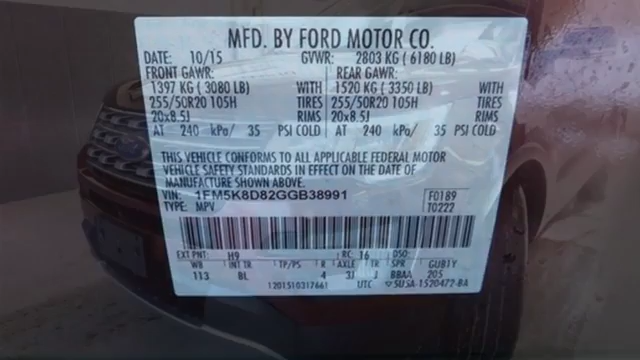 MFD. BY FORD MOTOR CO.
DATE: 10/15 GVWR: 2803 KG ( 6180 LB)
FRONT GAWR: REAR GAWR:
1397 KG ( 3080 LB) WITH 1520 KG ( 3350 LB) WITH
255/50R20 105H TIRES 255/50R20 105H TIRES
20x8.5J RIMS 20x8.5J RIMS
AT 240 kPa/ 35 PSI COLD AT 240 kPa/ 35 PSI COLD
THIS VEHICLE CONFORMS TO ALL APPLICABLE FEDERAL MOTOR
VEHICLE SAFETY STANDARDS IN EFFECT ON THE DATE OF
MANUFACTURE SHOWN ABOVE.
VIN: 1FM5K8D82GGB38991 F0189
TYPE: MPV T0222
EXT PNT: H9 RC: 16 DSO:
WB INT TR TP/PS R AXLE TR SPR GUB1Y
113 BL 4 3J J BBAA 205
1201510317661 UTC 5USA-1520472-BA